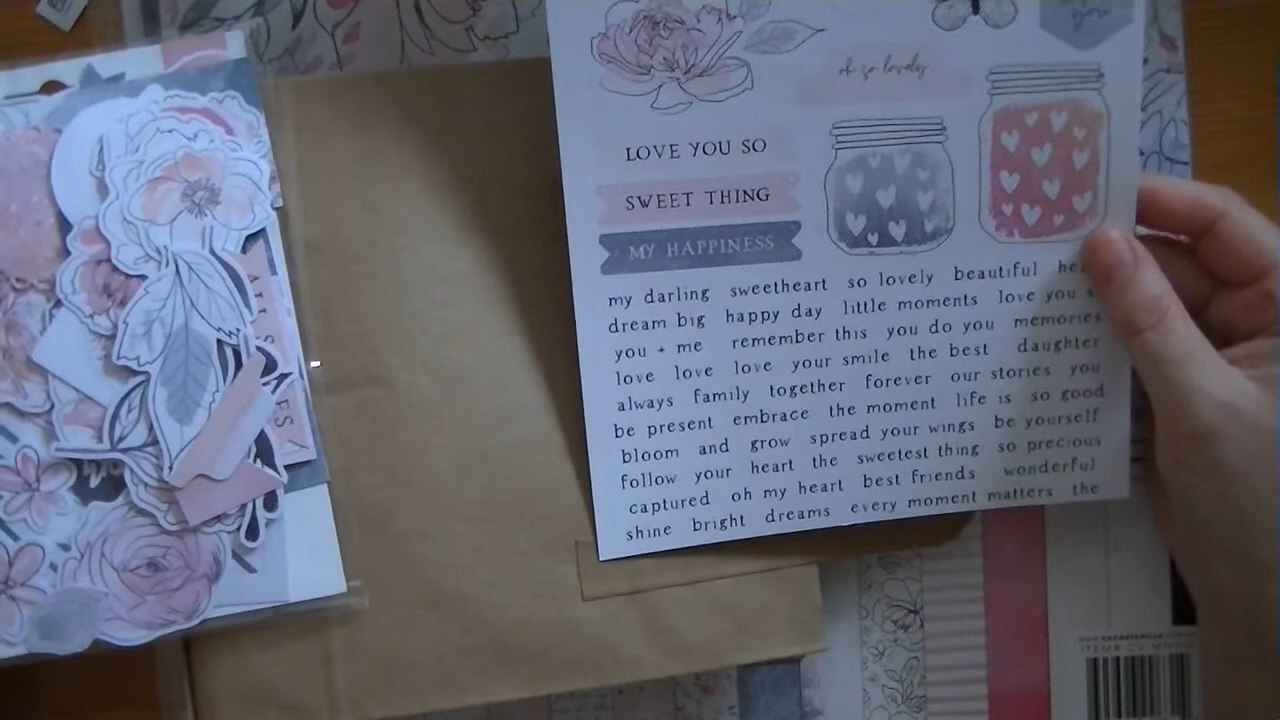 you
oh so lovely
LOVE YOU SO
SWEET THING
MY HAPPINESS
my darling sweetheart so lovely beautiful
dream big happy day little moments love you
you + me remember this you do you memories
love love love your smile the best daughter
always family together forever our stories you
be present embrace the moment life is so good
bloom and grow spread your wings be yourself
follow your heart the sweetest thing so precious
captured oh my heart best friends wonderful
shine bright dreams every moment matters the
ITEM#